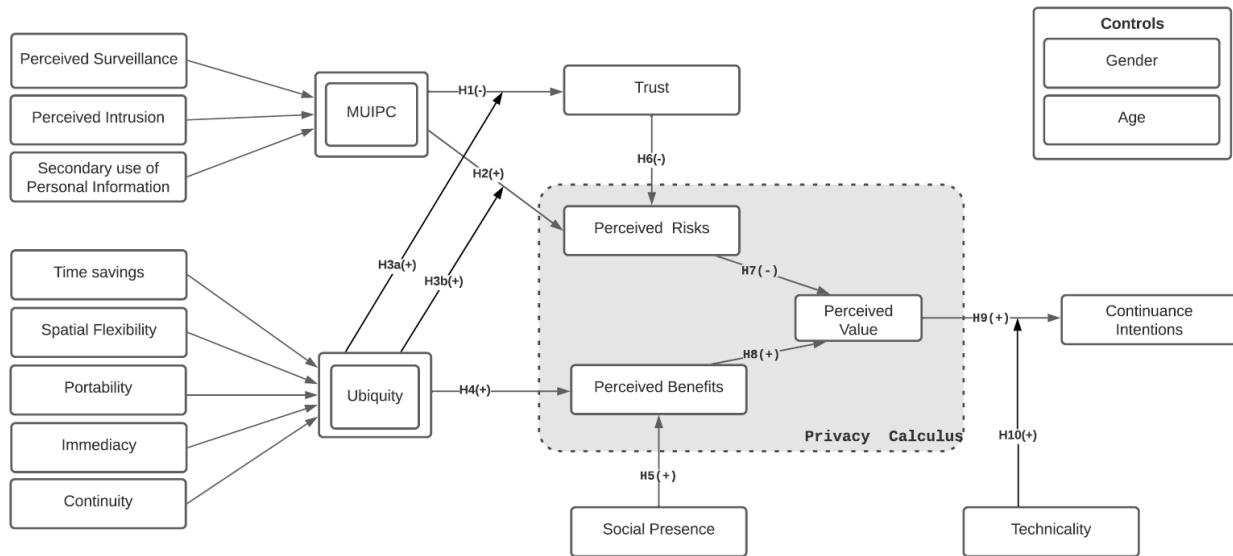 Controls
Gender
Age
Perceived Surveillance
Perceived Intrusion
Secondary use of
Personal Information
MUIPC
H1(-)
Trust
H2(+)
H6(-)
Perceived  Risks
H3a(+)
H3b(+)
H7(-)
Time savings
Spatial Flexibility
Portability
Immediacy
Continuity
Ubiquity
H4(+)
Perceived Benefits
H8(+)
Perceived
Value
H9(+)
Continuance
Intentions
Privacy  Calculus
H10(+)
H5(+)
Social Presence
Technicality